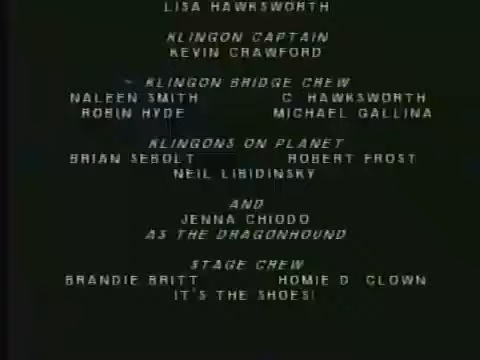 LISA HAWKSWORTH
KLINGON CAPTAIN
KEVIN CRAWFORD
KLINGON BRIDGE CREW
NALEEN SMITH C. HAWKSWORTH
ROBIN HYDE MICHAEL GALLINA
KLINGONS ON PLANET
BRIAN SEBOLT ROBERT FROST
NEIL LIBIDINSKY
AND
JENNA CHIODO
AS THE DRAGONHOUND
STAGE CREW
BRANDIE BRITT HOMIE D. CLOWN
IT'S THE SHOES!